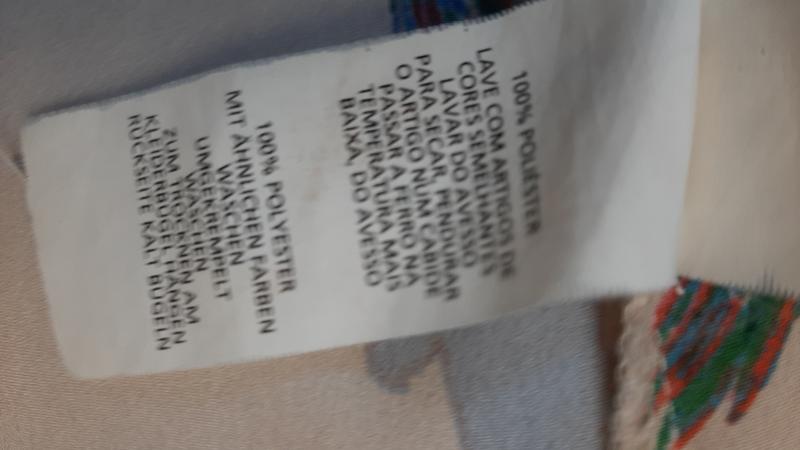 100% POLIÉSTER
LAVE COM ARTIGOS DE
CORES SEMELHANTES
LAVAR DO AVESSO
PARA SECAR, PENDURAR
O ARTIGO NUM CABIDE
PASSAR A FERRO NA
TEMPERATURA MAIS
BAIXA, DO AVESSO
100% POLYESTER
MIT ÄHNLICHEN FARBEN
WASCHEN
UMGEKREMPELT
WASCHEN
ZUM TROCKNEN AM
KLEIDERBÜGEL HÄNGEN
RÜCKSEITE KALT BÜGELN